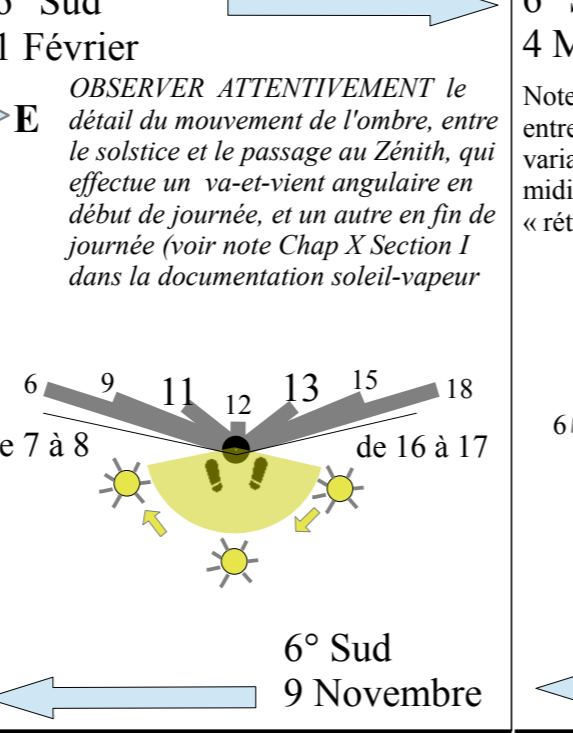 Sud
1 Février
4
E
OBSERVER ATTENTIVEMENT le
détail du mouvement de l'ombre, entre
le solstice et le passage au Zénith, qui
effectue un va-et-vient angulaire en
début de journée, et un autre en fin de
journée (voir note Chap X Section I
dans la documentation soleil-vapeur
Note
entre
varia
midi
« rét
6 9 11 12 13 15 18
e 7 à 8
de 16 à 17
6
6° Sud
9 Novembre